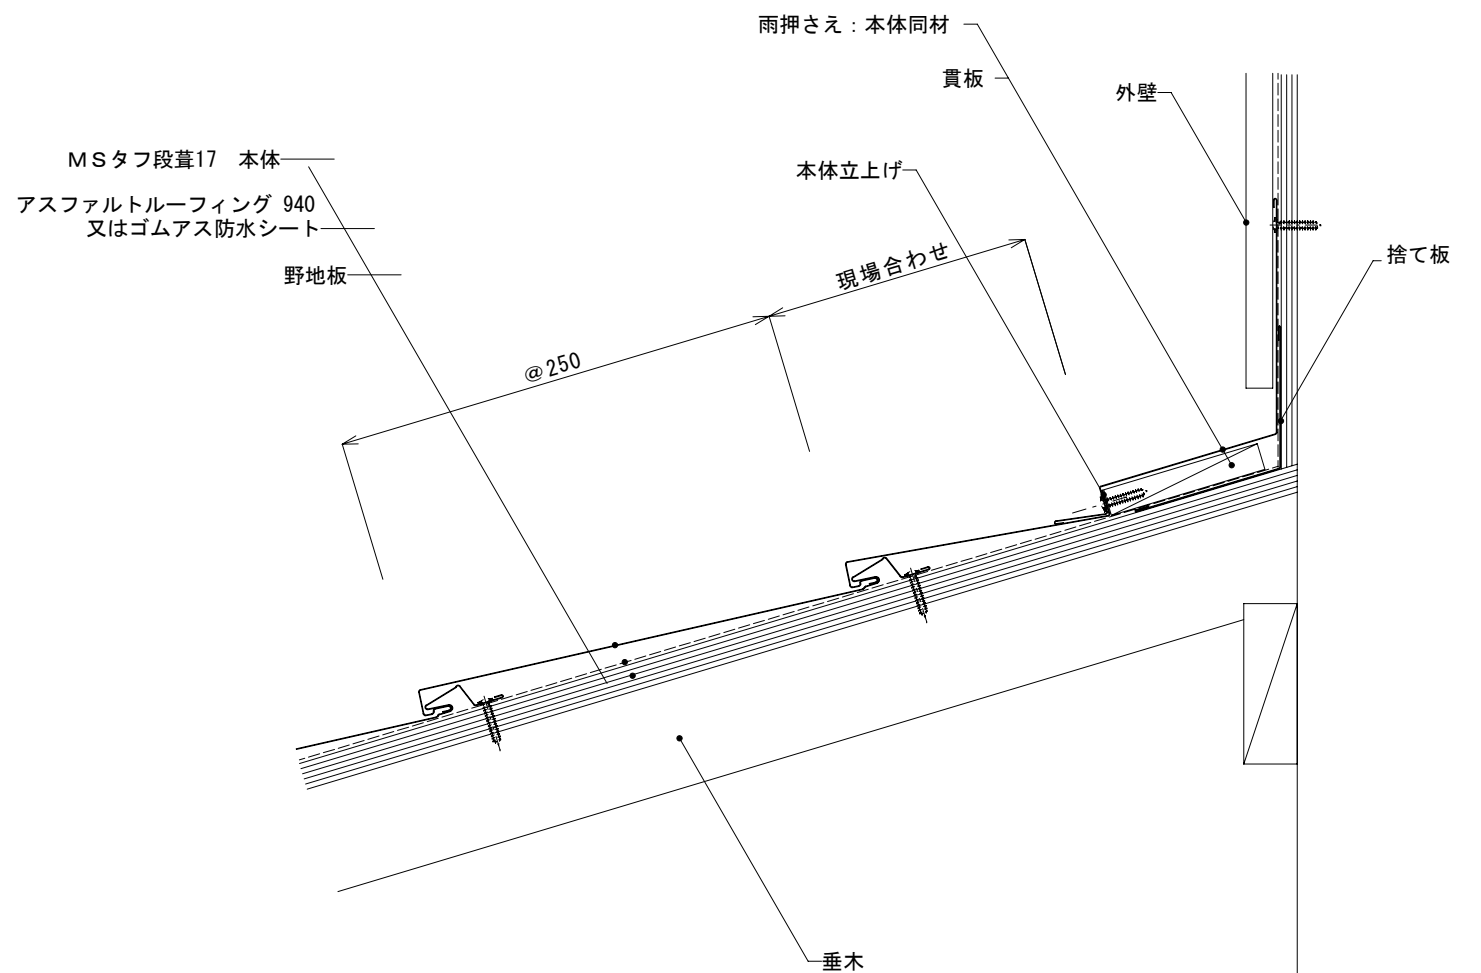 雨押さえ：本体同材
貫板
外壁
MSタフ段葺17　本体
本体立上げ
アスファルトルーフィング 940
又はゴムアス防水シート
野地板
現場合わせ
捨て板
@250
垂木